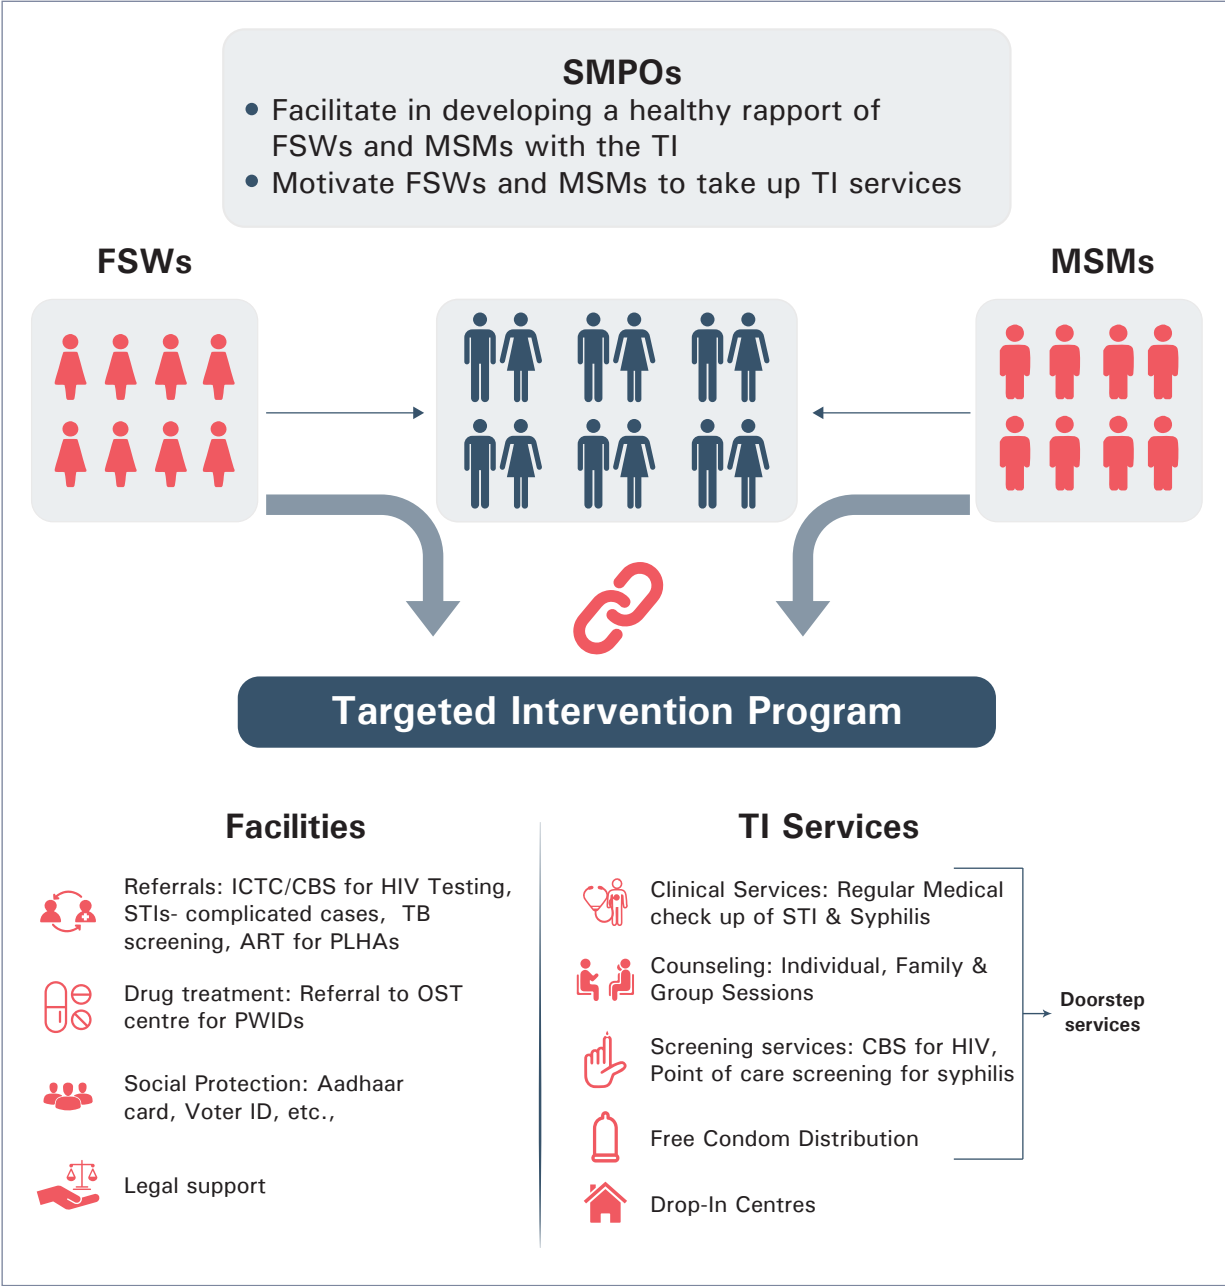 SMPOs
• Facilitate in developing a healthy rapport of
FSWs and MSMs with the TI
• Motivate FSWs and MSMs to take up TI services
FSWs
MSMs
Targeted Intervention Program
Facilities
Referrals: ICTC/CBS for HIV Testing,
STIs- complicated cases, TB
screening, ART for PLHAs
Drug treatment: Referral to OST
centre for PWIDs
Social Protection: Aadhaar
card, Voter ID, etc.,
Legal support
TI Services
Clinical Services: Regular Medical
check up of STI & Syphilis
Counseling: Individual, Family &
Group Sessions
Screening services: CBS for HIV,
Point of care screening for syphilis
Free Condom Distribution
Drop-In Centres
Doorstep
services